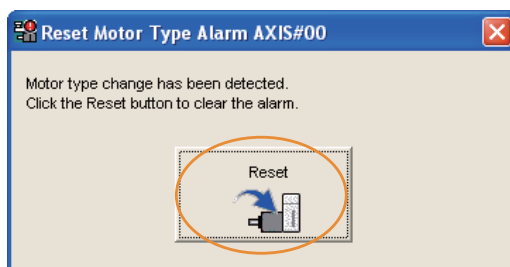 Reset Motor Type Alarm AXIS#00
Motor type change has been detected.
Click the Reset button to clear the alarm.
Reset